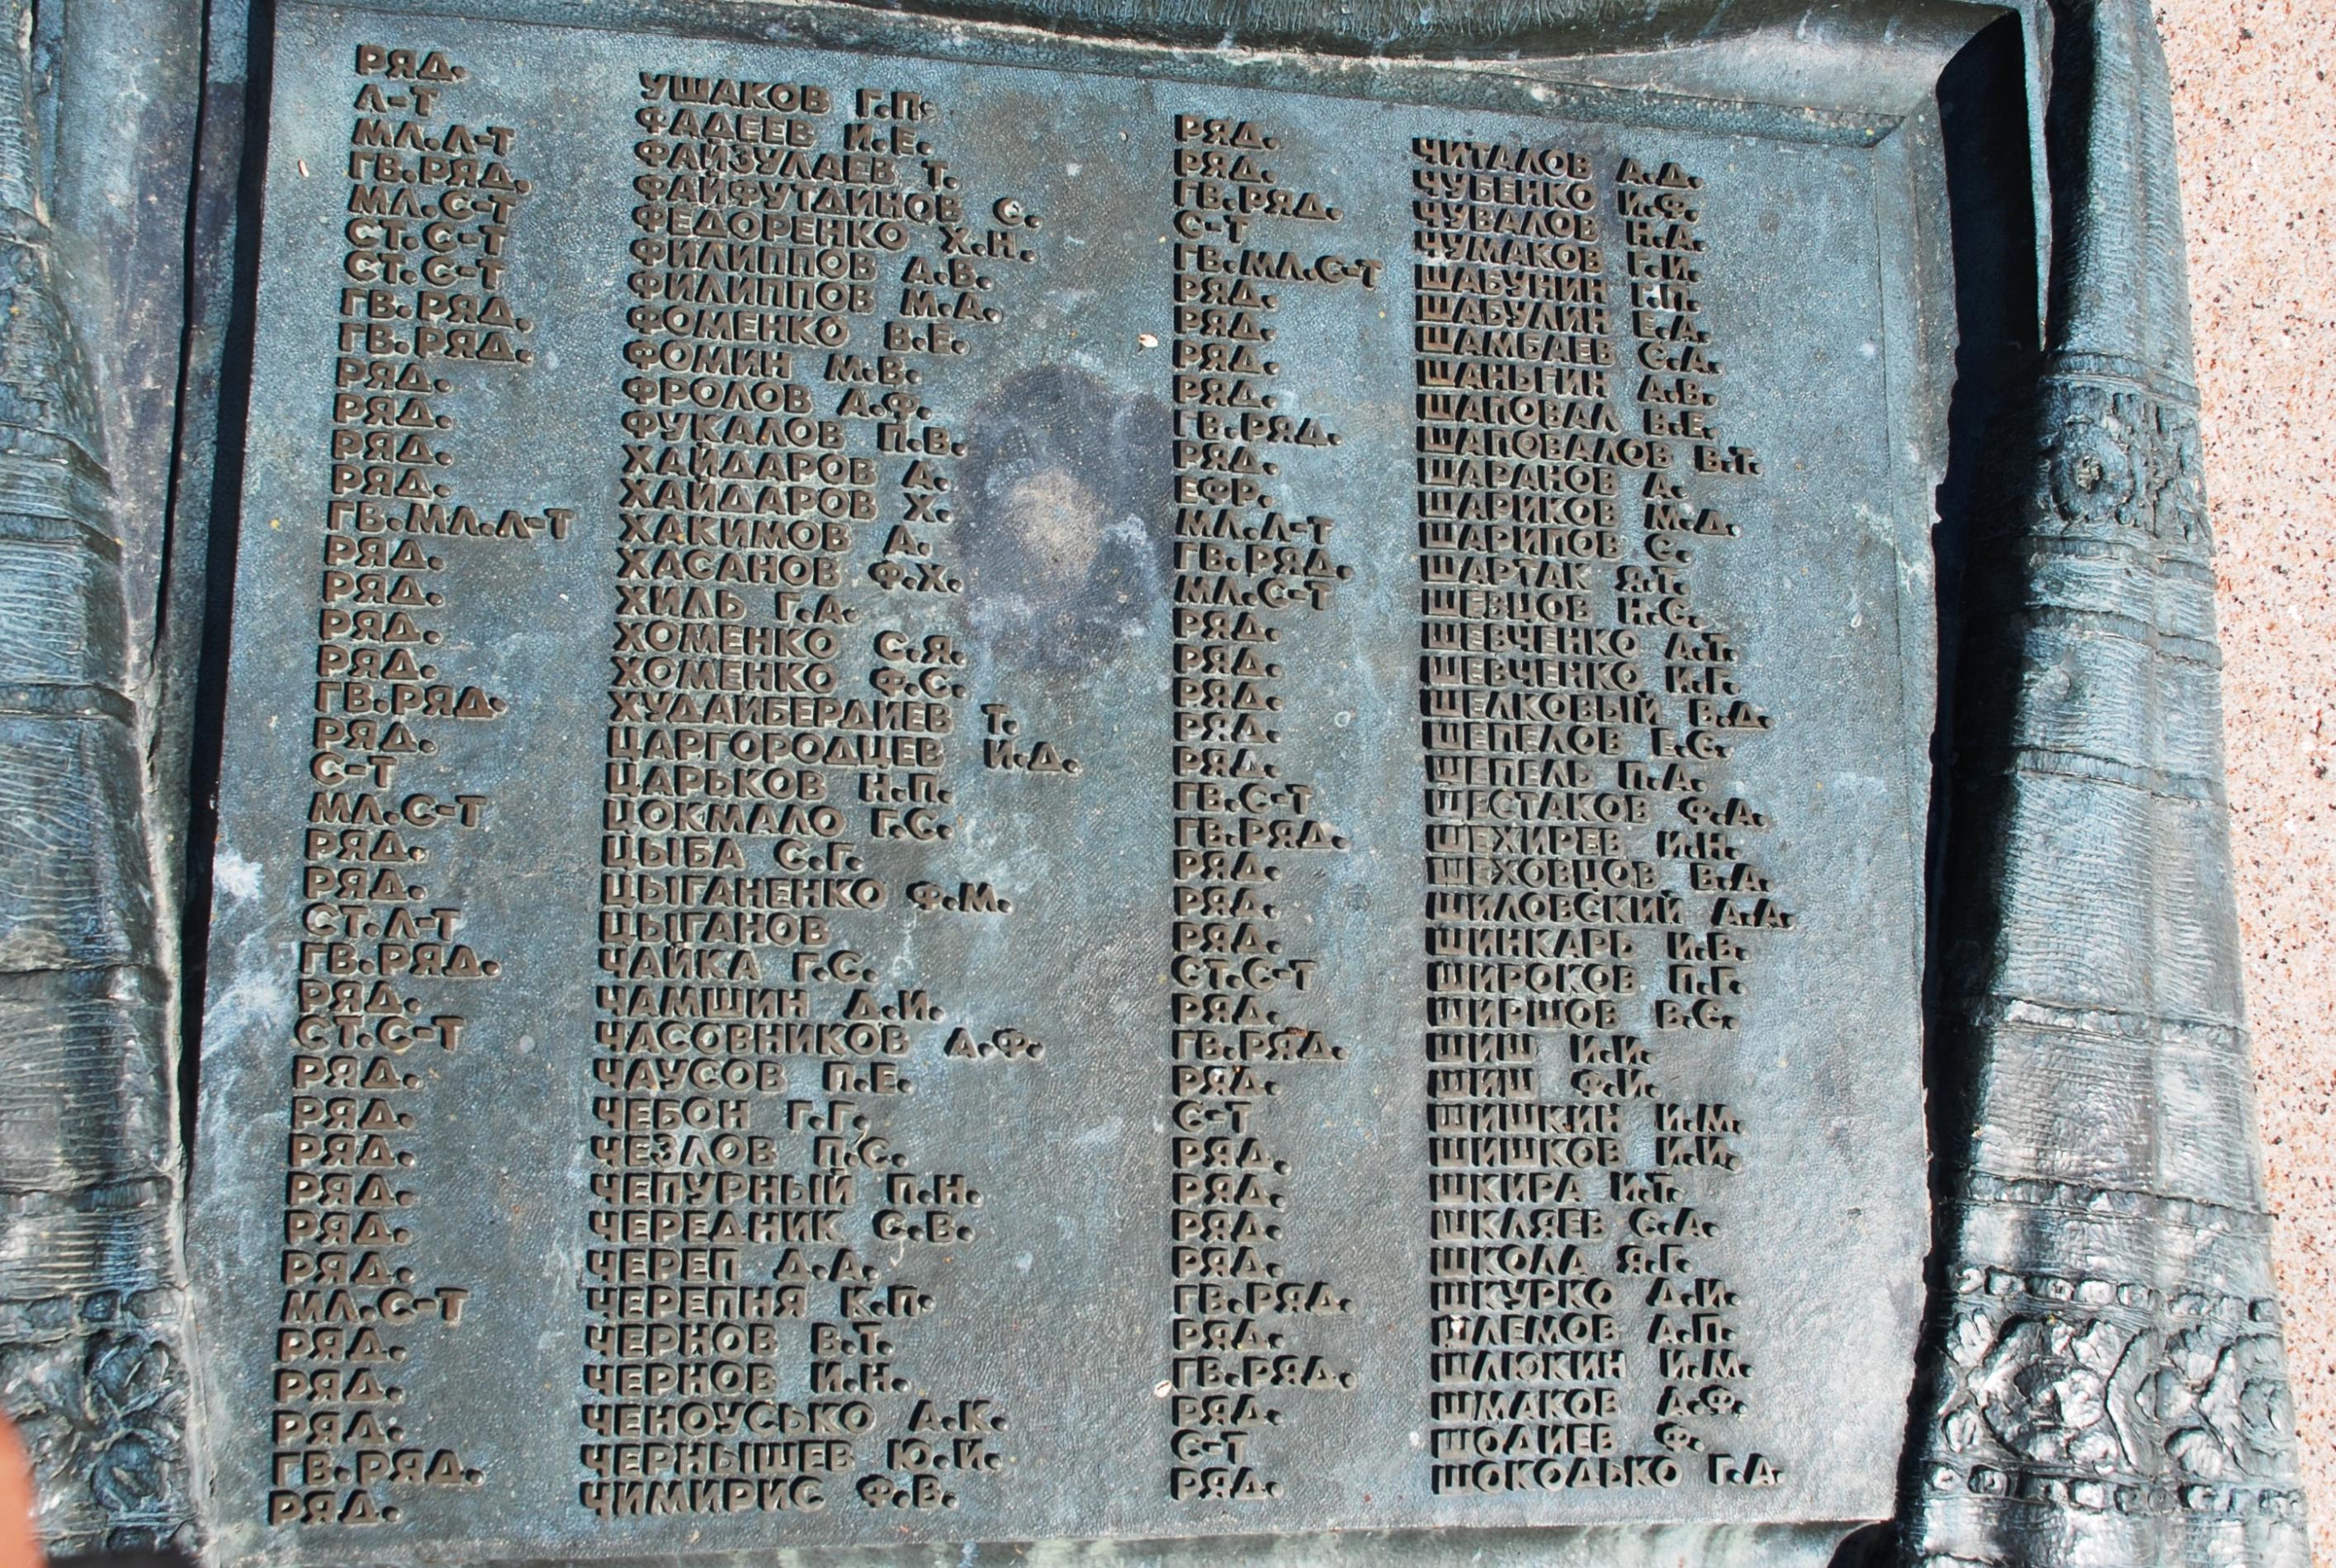 РЯД. УШАКОВ Г.П.
Л-Т ФАДЕЕВ И.Е.
МЛ.Л-Т ФАЙЗУЛАЕВ Т.
ГВ.РЯД. ФАЙФУТДИНОВ С.
МЛ.С-Т ФЕДОРЕНКО Х.Н.
СТ.С-Т ФИЛИППОВ А.В.
СТ.С-Т ФИЛИППОВ М.А.
ГВ.РЯД. ФОМЕНКО В.Е.
ГВ.РЯД. ФОМИН М.В.
РЯД. ФРОЛОВ А.Ф.
РЯД. ФУКАЛОВ П.В.
РЯД. ХАЙДАРОВ А.
РЯД. ХАЙДАРОВ Х.
ГВ.МЛ.Л-Т ХАКИМОВ А.
РЯД. ХАСАНОВ Ф.Х.
РЯД. ХИЛЬ Г.А.
РЯД. ХОМЕНКО С.Я.
РЯД. ХОМЕНКО Ф.С.
ГВ.РЯД. ХУДАИБЕРДИЕВ Т.
РЯД. ЦАРГОРОДЦЕВ И.Д.
С-Т ЦАРЬКОВ Н.П.
МЛ.С-Т ЦОКМАЛО Г.С.
РЯД. ЦЫБА С.Г.
РЯД. ЦЫГАНЕНКО Ф.М.
СТ.Л-Т ЦЫГАНОВ
ГВ.РЯД. ЧАЙКА Г.С.
РЯД. ЧАМШИН Д.И.
СТ.С-Т ЧАСОВНИКОВ А.Ф.
РЯД. ЧАУСОВ П.Е.
РЯД. ЧЕБОН Г.Г.
РЯД. ЧЕЗЛОВ П.С.
РЯД. ЧЕПУРНЫЙ П.Н.
РЯД. ЧЕРЕДНИК С.В.
РЯД. ЧЕРЕП Д.А.
МЛ.С-Т ЧЕРЕПНЯ К.П.
РЯД. ЧЕРНОВ В.Т.
РЯД. ЧЕРНОВ И.Н.
РЯД. ЧЕНОУСЬКО А.К.
ГВ.РЯД. ЧЕРНЫШЕВ Ю.И.
РЯД. ЧИМИРИС Ф.В.
РЯД. ЧИТАЛОВ А.Д.
РЯД. ЧУБЕНКО И.Ф.
ГВ.РЯД. ЧУВАЛОВ Н.А.
С-Т ЧУМАКОВ Г.И.
ГВ.МЛ.С-Т ШАБУНИН Г.П.
РЯД. ШАБУЛИН Е.А.
РЯД. ШАМБАЕВ С.А.
РЯД. ШАНЬГИН А.В.
РЯД. ШАПОВАЛ В.Е.
ГВ.РЯД. ШАПОВАЛОВ В.Т.
РЯД. ШАРАНОВ А.
ЕФР. ШАРИКОВ М.Д.
МЛ.Л-Т ШАРИПОВ С.
ГВ.РЯД. ШАРТАК Я.Т.
МЛ.С-Т ШЕВЦОВ Н.С.
РЯД. ШЕВЧЕНКО А.Т.
РЯД. ШЕВЧЕНКО И.Г.
РЯД. ШЕЛКОВЫЙ В.Д.
РЯД. ШЕПЕЛОВ Е.С.
РЯД. ШЕПЕЛЬ П.А.
ГВ.С-Т ШЕСТАКОВ Ф.А.
ГВ.РЯД. ШЕХИРЕВ И.Н.
РЯД. ШЕХОВЦОВ В.А.
РЯД. ШИЛОВСКИЙ А.А.
РЯД. ШИНКАРЬ И.В.
СТ.С-Т ШИРОКОВ П.Г.
РЯД. ШИРШОВ В.С.
ГВ.РЯД. ШИШ И.И.
РЯД. ШИШ Ф.И.
С-Т ШИШКИН И.М.
РЯД. ШИШКОВ И.И.
РЯД. ШКИРА И.Т.
РЯД. ШКЛЯЕВ С.А.
РЯД. ШКОЛА Я.Г.
ГВ.РЯД. ШКУРКО Д.И.
РЯД. ШЛЕМОВ А.П.
ГВ.РЯД. ШЛЮКИН И.М.
РЯД. ШМАКОВ А.Ф.
С-Т ШОДИЕВ Ф.
РЯД. ШОКОДЬКО Г.А.